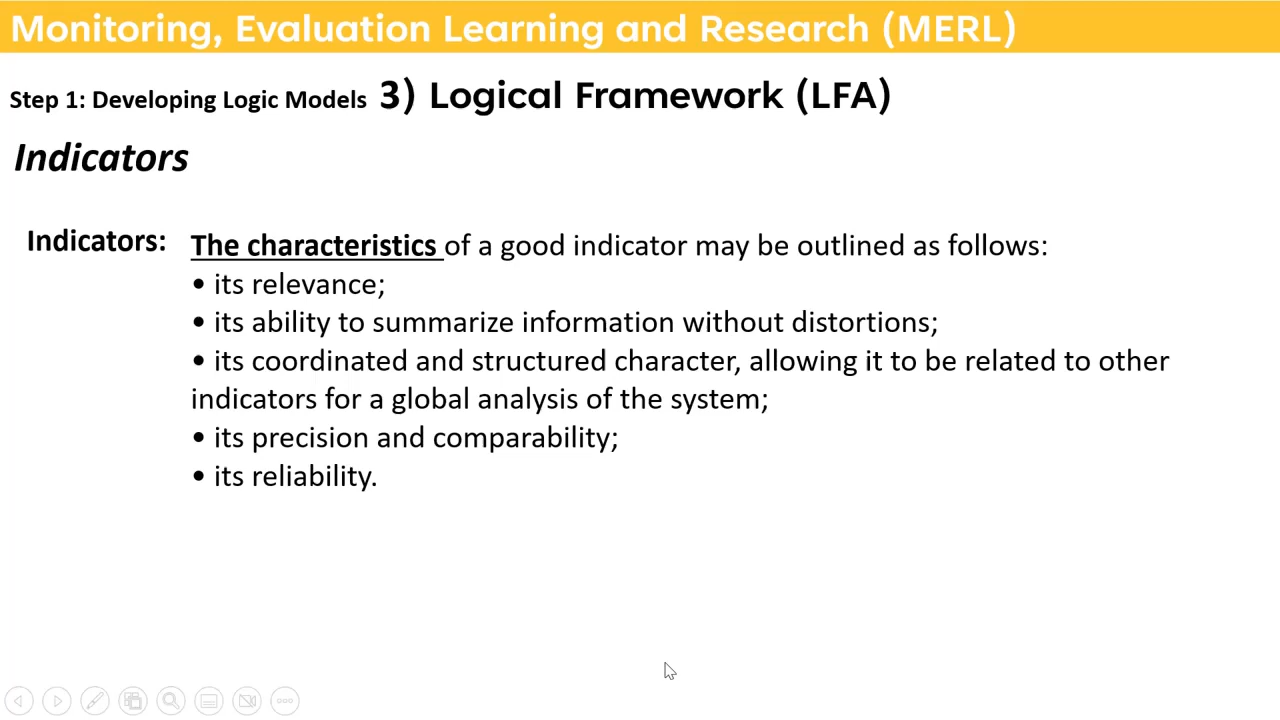 Monitoring, Evaluation Learning and Research (MERL)
Step 1: Developing Logic Models 3) Logical Framework (LFA)
Indicators
Indicators: The characteristics of a good indicator may be outlined as follows:
• its relevance;
• its ability to summarize information without distortions;
• its coordinated and structured character, allowing it to be related to other
indicators for a global analysis of the system;
• its precision and comparability;
• its reliability.